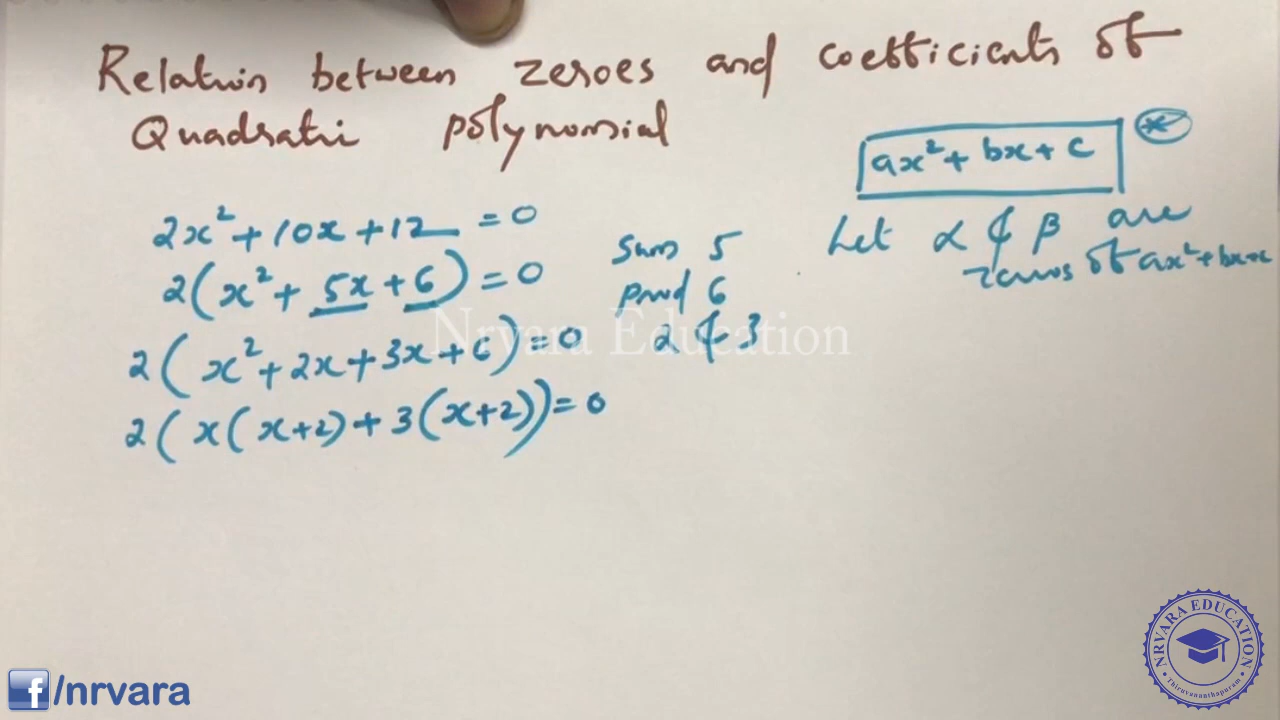 Relation between zeroes and coefficients of
Quadratic polynomial
ax² + bx + c *
2x² + 10x + 12 = 0
2(x² + 5x + 6) = 0
2(x² + 2x + 3x + 6) = 0
2(x(x+2) + 3(x+2)) = 0
Sum 5
prod 6
2 & 3
Let α & β are
zeros of ax²+bx+c
Nrvara Education
f/nrvara
NRVARA EDUCATION
Thiruvananthapuram